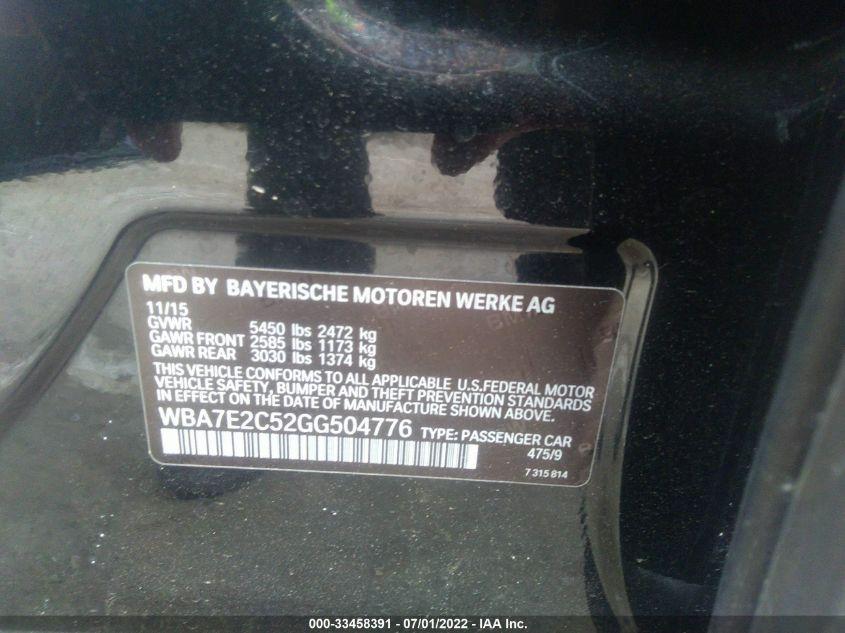 MFD BY BAYERISCHE MOTOREN WERKE AG
11/15
GVWR 5450 lbs 2472 kg
GAWR FRONT 2585 lbs 1173 kg
GAWR REAR 3030 lbs 1374 kg
THIS VEHICLE CONFORMS TO ALL APPLICABLE U.S.FEDERAL MOTOR
VEHICLE SAFETY, BUMPER AND THEFT PREVENTION STANDARDS
IN EFFECT ON THE DATE OF MANUFACTURE SHOWN ABOVE.
WBA7E2C52GG504776 TYPE: PASSENGER CAR
475/9
7 315 814
000-33458391 - 07/01/2022 - IAA Inc.